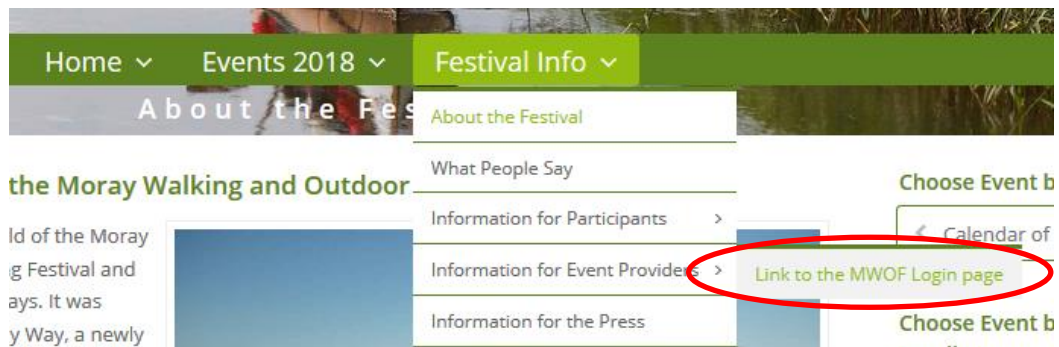 Home Events 2018 Festival Info
About the Fes
About the Festival
What People Say
Information for Participants
Information for Event Providers
Link to the MWOF Login page
Information for the Press
the Moray Walking and Outdoor
ld of the Moray
g Festival and
ays. It was
y Way, a newly
Choose Event b
Calendar of
Choose Event b